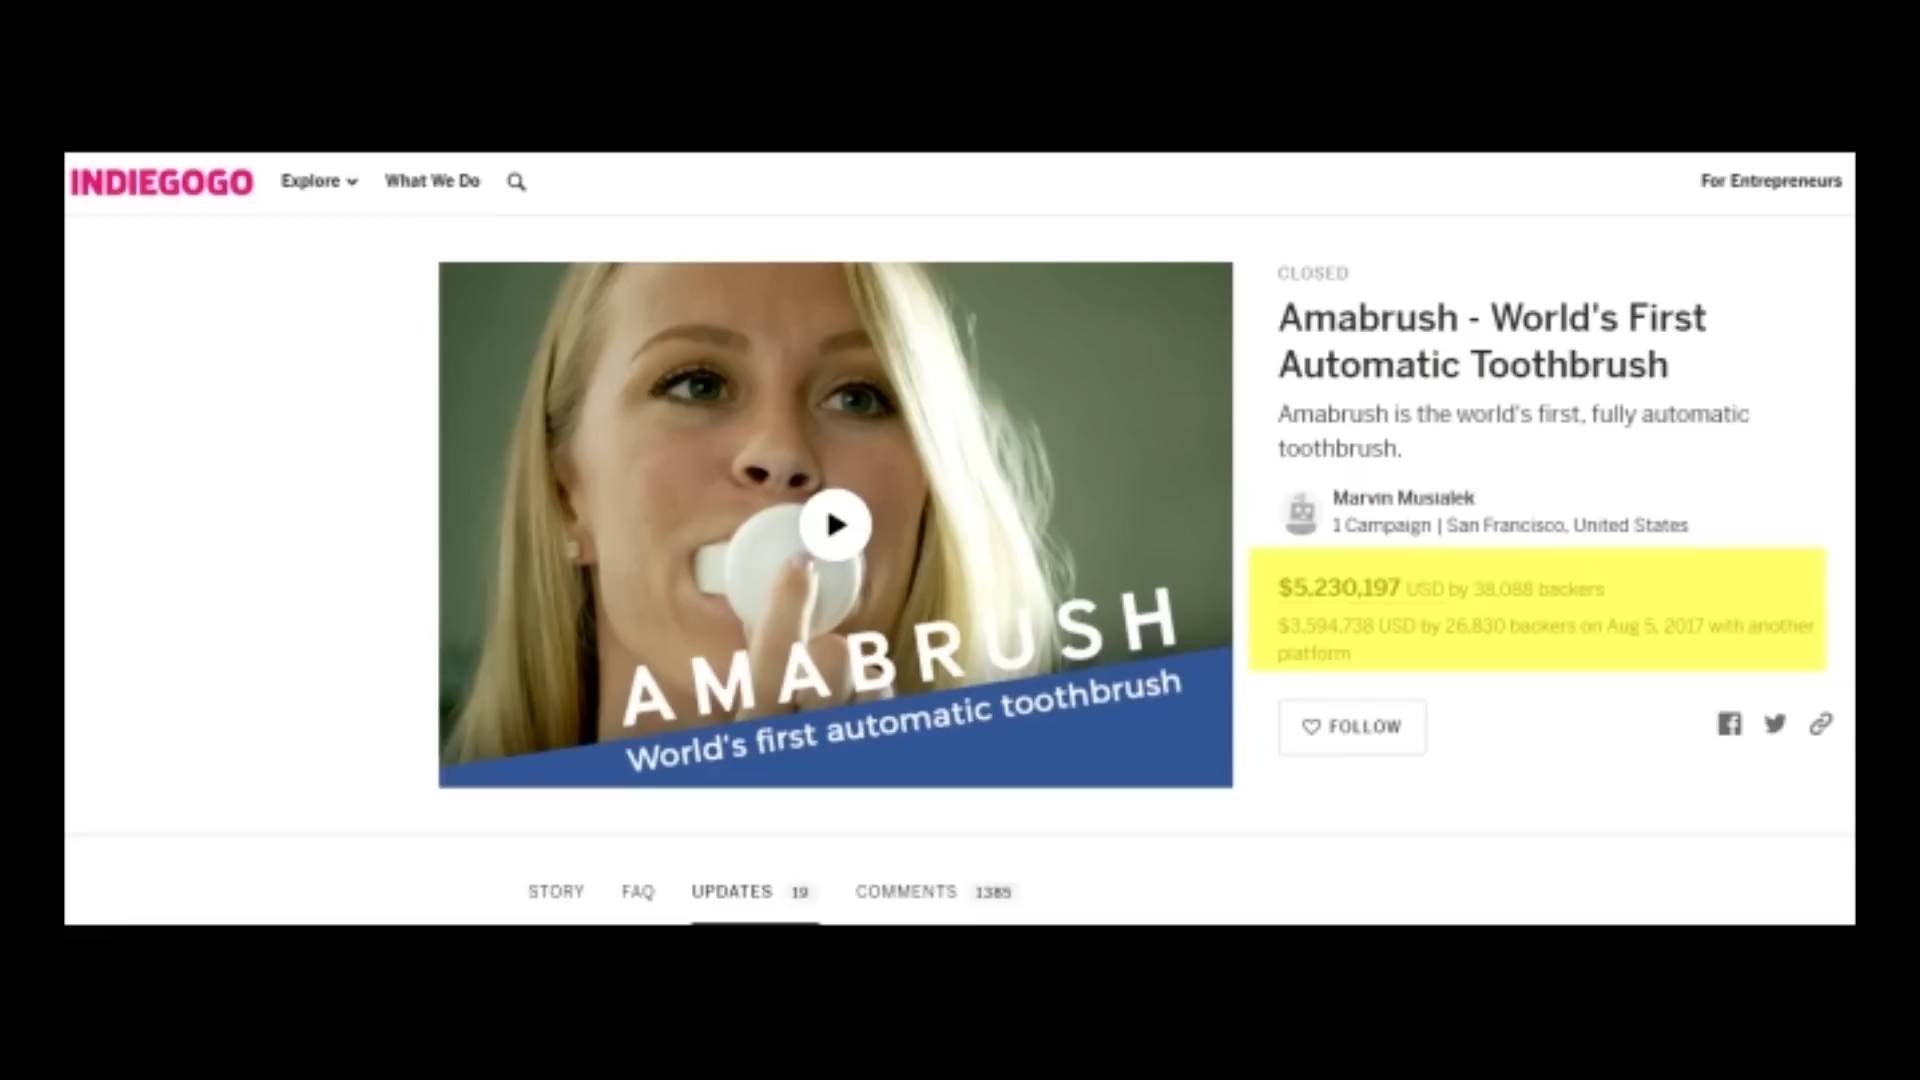 INDIEGOGO Explore What We Do For Entrepreneurs
CLOSED
Amabrush - World's First
Automatic Toothbrush
Amabrush is the world's first, fully automatic
toothbrush.
Marvin Musialek
1 Campaign | San Francisco, United States
$5,230,197 USD by 38,088 backers
$3,594,738 USD by 26,830 backers on Aug 5, 2017 with another
platform
FOLLOW
AMABRUSH
World's first automatic toothbrush
STORY FAQ UPDATES 19 COMMENTS 1385